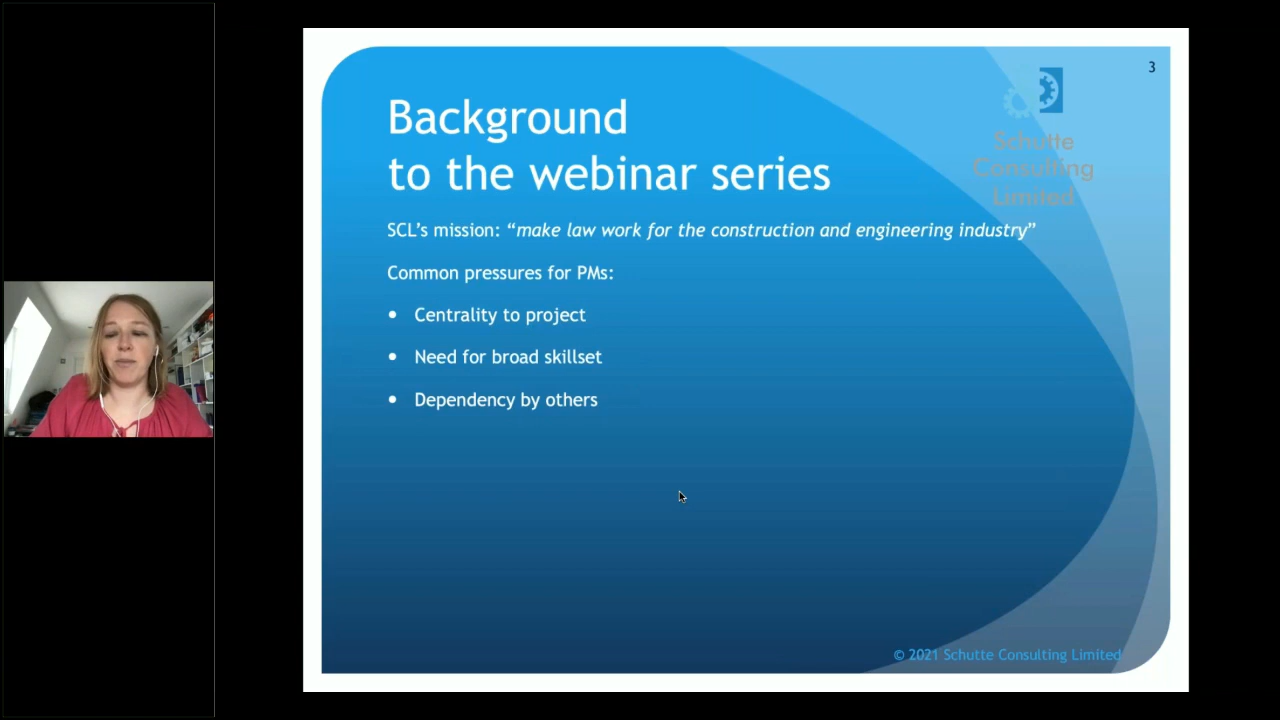 3
Schutte
Consulting
Limited
Background
to the webinar series
SCL's mission: “make law work for the construction and engineering industry”
Common pressures for PMs:
• Centrality to project
• Need for broad skillset
• Dependency by others
© 2021 Schutte Consulting Limited